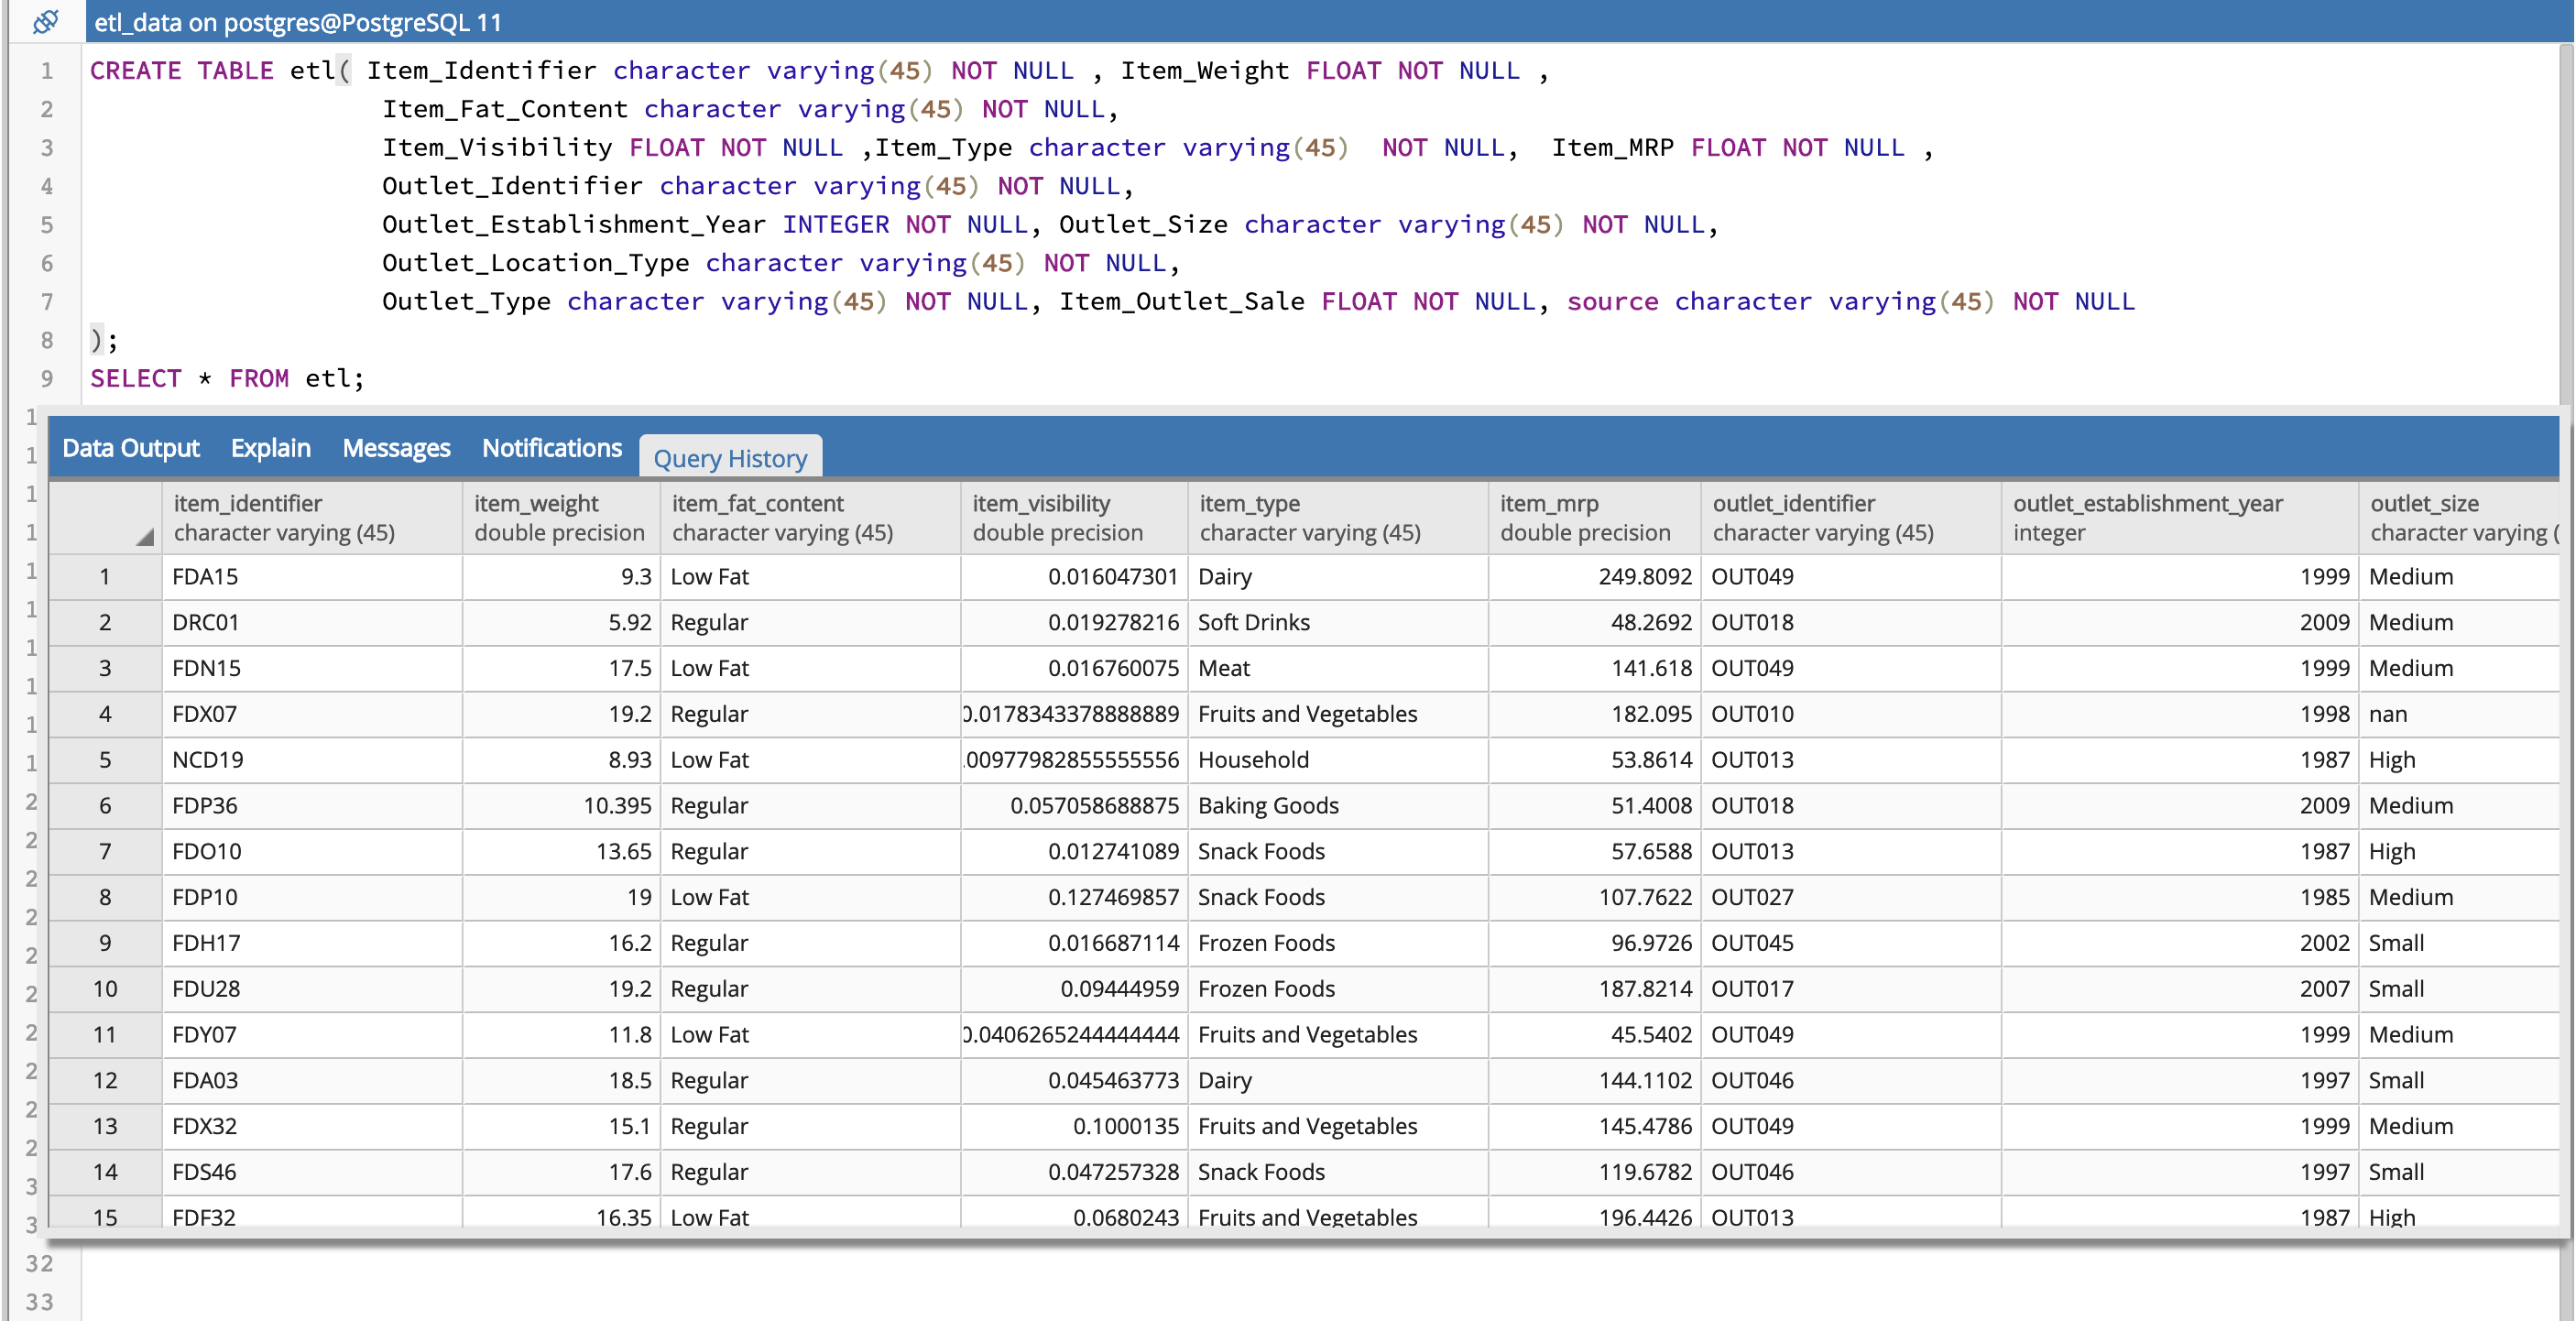 etl_data on postgres@PostgreSQL 11
1 CREATE TABLE etl( Item_Identifier character varying(45) NOT NULL , Item_Weight FLOAT NOT NULL ,
2 Item_Fat_Content character varying(45) NOT NULL,
3 Item_Visibility FLOAT NOT NULL ,Item_Type character varying(45)  NOT NULL,  Item_MRP FLOAT NOT NULL ,
4 Outlet_Identifier character varying(45) NOT NULL,
5 Outlet_Establishment_Year INTEGER NOT NULL, Outlet_Size character varying(45) NOT NULL,
6 Outlet_Location_Type character varying(45) NOT NULL,
7 Outlet_Type character varying(45) NOT NULL, Item_Outlet_Sale FLOAT NOT NULL, source character varying(45) NOT NULL
8 );
9 SELECT * FROM etl;
Data Output Explain Messages Notifications Query History
item_identifier item_weight item_fat_content item_visibility item_type item_mrp outlet_identifier outlet_establishment_year outlet_size
character varying (45) double precision character varying (45) double precision character varying (45) double precision character varying (45) integer character varying (
1 FDA15 9.3 Low Fat 0.016047301 Dairy 249.8092 OUT049 1999 Medium
2 DRC01 5.92 Regular 0.019278216 Soft Drinks 48.2692 OUT018 2009 Medium
3 FDN15 17.5 Low Fat 0.016760075 Meat 141.618 OUT049 1999 Medium
4 FDX07 19.2 Regular 0.0178343378888889 Fruits and Vegetables 182.095 OUT010 1998 nan
5 NCD19 8.93 Low Fat .00977982855555556 Household 53.8614 OUT013 1987 High
6 FDP36 10.395 Regular 0.057058688875 Baking Goods 51.4008 OUT018 2009 Medium
7 FDO10 13.65 Regular 0.012741089 Snack Foods 57.6588 OUT013 1987 High
8 FDP10 19 Low Fat 0.127469857 Snack Foods 107.7622 OUT027 1985 Medium
9 FDH17 16.2 Regular 0.016687114 Frozen Foods 96.9726 OUT045 2002 Small
10 FDU28 19.2 Regular 0.09444959 Frozen Foods 187.8214 OUT017 2007 Small
11 FDY07 11.8 Low Fat 0.0406265244444444 Fruits and Vegetables 45.5402 OUT049 1999 Medium
12 FDA03 18.5 Regular 0.045463773 Dairy 144.1102 OUT046 1997 Small
13 FDX32 15.1 Regular 0.1000135 Fruits and Vegetables 145.4786 OUT049 1999 Medium
14 FDS46 17.6 Regular 0.047257328 Snack Foods 119.6782 OUT046 1997 Small
15 FDF32 16.35 Low Fat 0.0680243 Fruits and Vegetables 196.4426 OUT013 1987 High
32
33